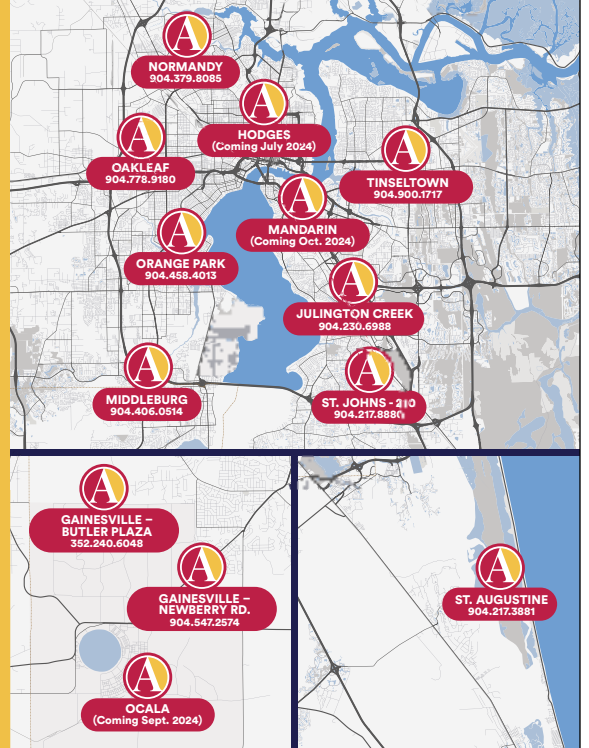 A
NORMANDY
904.379.8085
A
HODGES
(Coming July 2024)
A
OAKLEAF
904.778.9180
A
TINSELTOWN
904.900.1717
A
MANDARIN
(Coming Oct. 2024)
A
ORANGE PARK
904.458.4013
A
JULINGTON CREEK
904.230.6988
A
MIDDLEBURG
904.406.0514
A
ST. JOHNS - 210
904.217.8880
A
GAINESVILLE –
BUTLER PLAZA
352.240.6048
A
GAINESVILLE –
NEWBERRY RD.
904.547.2574
A
OCALA
(Coming Sept. 2024)
A
ST. AUGUSTINE
904.217.3881